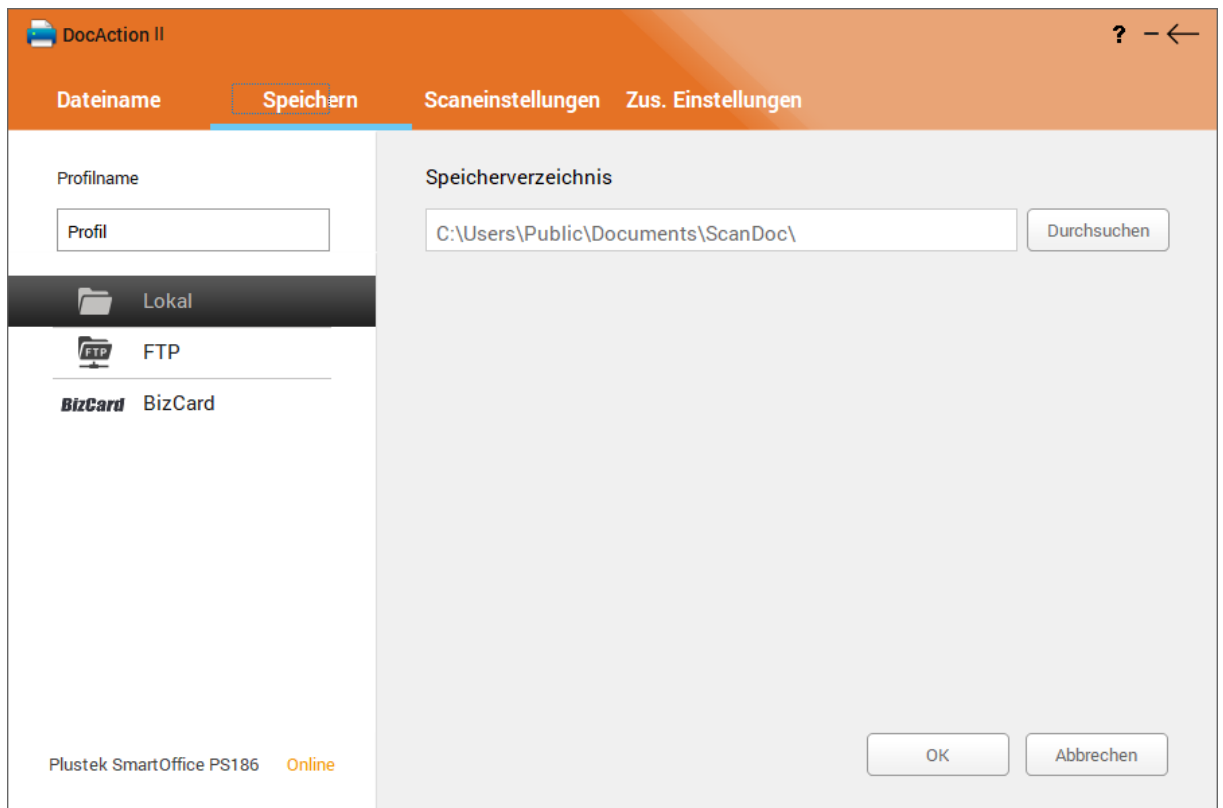 DocAction II
? – ←
Dateiname Speichern Scaneinstellungen Zus. Einstellungen
Profilname
Profil
Lokal
FTP FTP
BizCard BizCard
Plustek SmartOffice PS186 Online
Speicherverzeichnis
C:\Users\Public\Documents\ScanDoc\ Durchsuchen
OK Abbrechen